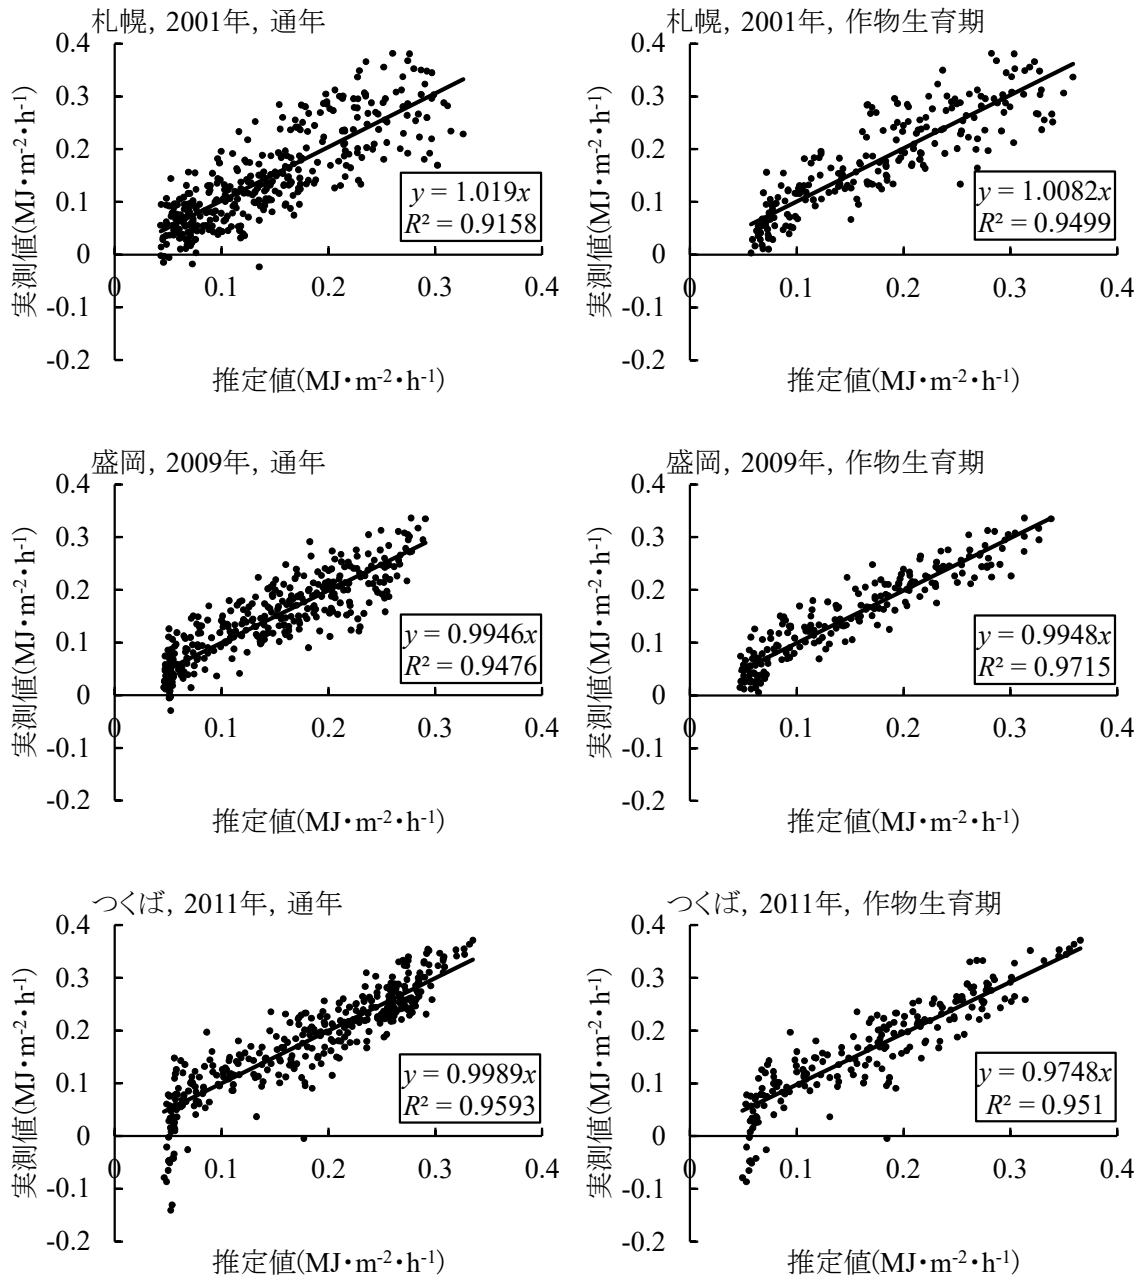 札幌, 2001年, 通年
0.4
0.3
0.2
0.1
0
-0.1
-0.2
0
0.1
0.2
0.3
0.4
実測値(MJ・m-2・h-1)
推定値(MJ・m-2・h-1)
y = 1.019x
R² = 0.9158
札幌, 2001年, 作物生育期
0.4
0.3
0.2
0.1
0
-0.1
-0.2
0
0.1
0.2
0.3
0.4
実測値(MJ・m-2・h-1)
推定値(MJ・m-2・h-1)
y = 1.0082x
R² = 0.9499
盛岡, 2009年, 通年
0.4
0.3
0.2
0.1
0
-0.1
-0.2
0
0.1
0.2
0.3
0.4
実測値(MJ・m-2・h-1)
推定値(MJ・m-2・h-1)
y = 0.9946x
R² = 0.9476
盛岡, 2009年, 作物生育期
0.4
0.3
0.2
0.1
0
-0.1
-0.2
0
0.1
0.2
0.3
0.4
実測値(MJ・m-2・h-1)
推定値(MJ・m-2・h-1)
y = 0.9948x
R² = 0.9715
つくば, 2011年, 通年
0.4
0.3
0.2
0.1
0
-0.1
-0.2
0
0.1
0.2
0.3
0.4
実測値(MJ・m-2・h-1)
推定値(MJ・m-2・h-1)
y = 0.9989x
R² = 0.9593
つくば, 2011年, 作物生育期
0.4
0.3
0.2
0.1
0
-0.1
-0.2
0
0.1
0.2
0.3
0.4
実測値(MJ・m-2・h-1)
推定値(MJ・m-2・h-1)
y = 0.9748x
R² = 0.951